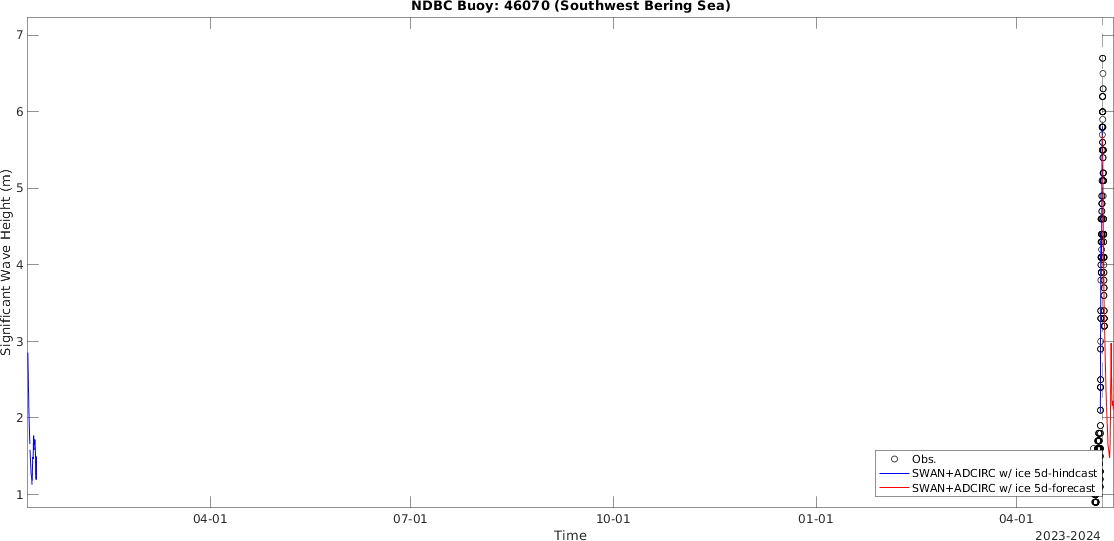 NDBC Buoy: 46070 (Southwest Bering Sea)
7
6
5
4
3
2
1
Significant Wave Height (m)
Obs.
SWAN+ADCIRC w/ ice 5d-hindcast
SWAN+ADCIRC w/ ice 5d-forecast
04-01
07-01
10-01
01-01
04-01
Time
2023-2024